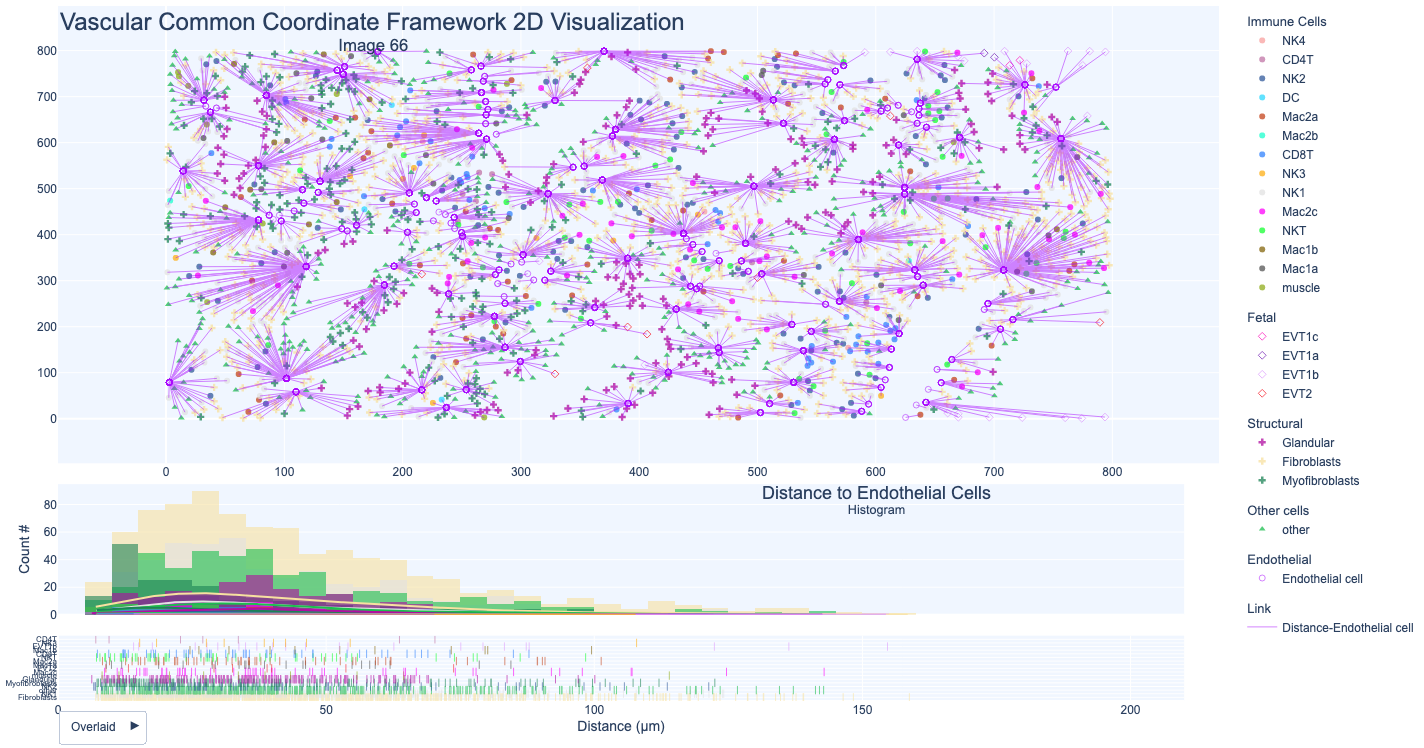 Vascular Common Coordinate Framework 2D Visualization
Image 66
800
700
600
500
400
300
200
100
0
0 100 200 300 400 500 600 700 800
Distance to Endothelial Cells
Histogram
Count #
80
60
40
20
0
CD4T
Glandular
Myofibroblasts
Fibroblasts
0 50 100 150 200
Distance (μm)
Overlaid ▶
Immune Cells
NK4
CD4T
NK2
DC
Mac2a
Mac2b
CD8T
NK3
NK1
Mac2c
NKT
Mac1b
Mac1a
muscle
Fetal
EVT1c
EVT1a
EVT1b
EVT2
Structural
Glandular
Fibroblasts
Myofibroblasts
Other cells
other
Endothelial
Endothelial cell
Link
Distance-Endothelial cell